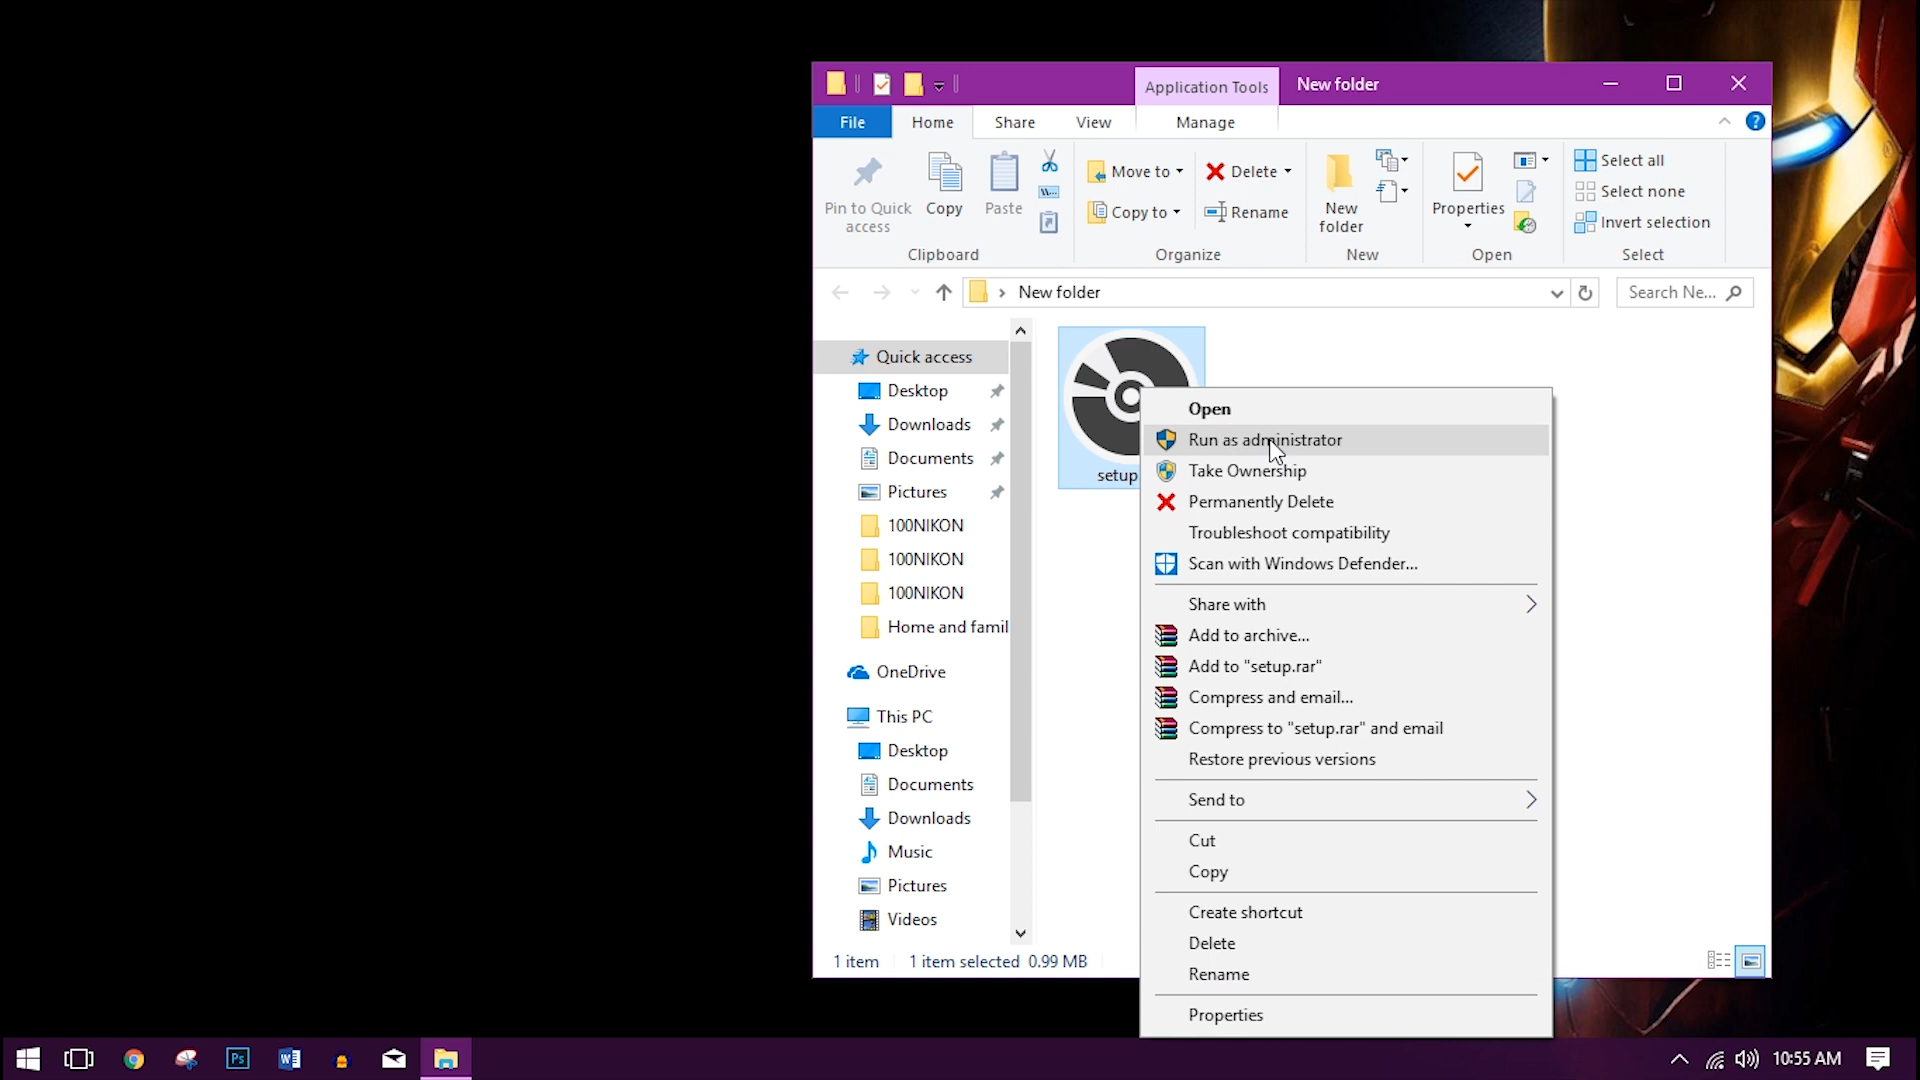 Application Tools
New folder
File
Home
Share
View
Manage
?
Pin to Quick
access
Copy
Paste
Move to
Copy to
Delete
Rename
New
folder
Properties
Select all
Select none
Invert selection
Clipboard
Organize
New
Open
Select
New folder
Search Ne...
Quick access
Desktop
Downloads
Documents
Pictures
100NIKON
100NIKON
100NIKON
Home and famil
OneDrive
This PC
Desktop
Documents
Downloads
Music
Pictures
Videos
setup
Open
Run as administrator
Take Ownership
Permanently Delete
Troubleshoot compatibility
Scan with Windows Defender...
Share with
Add to archive...
Add to "setup.rar"
Compress and email...
Compress to "setup.rar" and email
Restore previous versions
Send to
Cut
Copy
Create shortcut
Delete
Rename
Properties
1 item
1 item selected 0.99 MB
Ps
10:55 AM